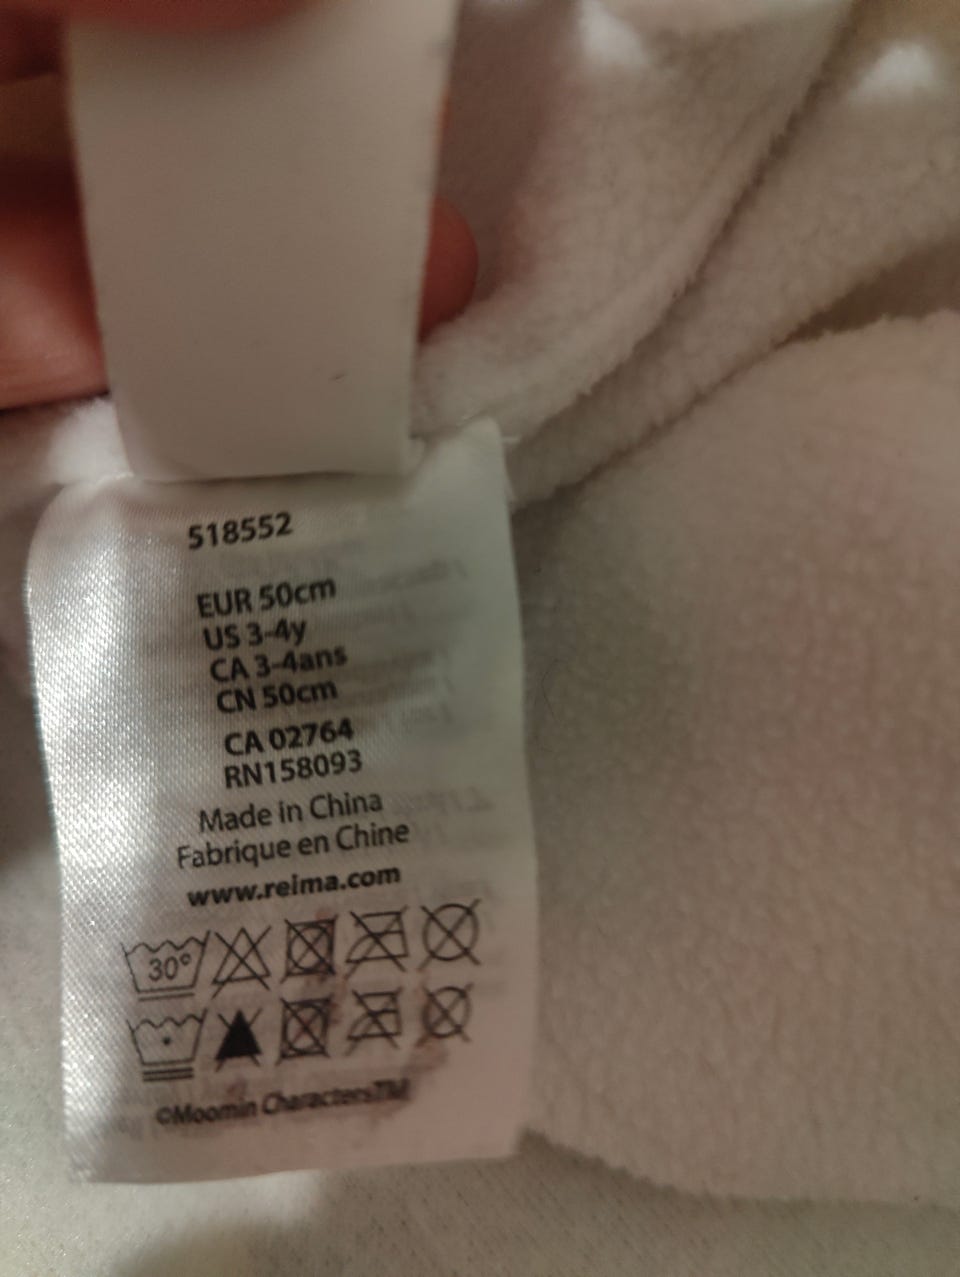 518552
EUR 50cm
US 3-4y
CA 3-4ans
CN 50cm
CA 02764
RN158093
Made in China
Fabrique en Chine
www.reima.com
30°
©Moomin Characters™